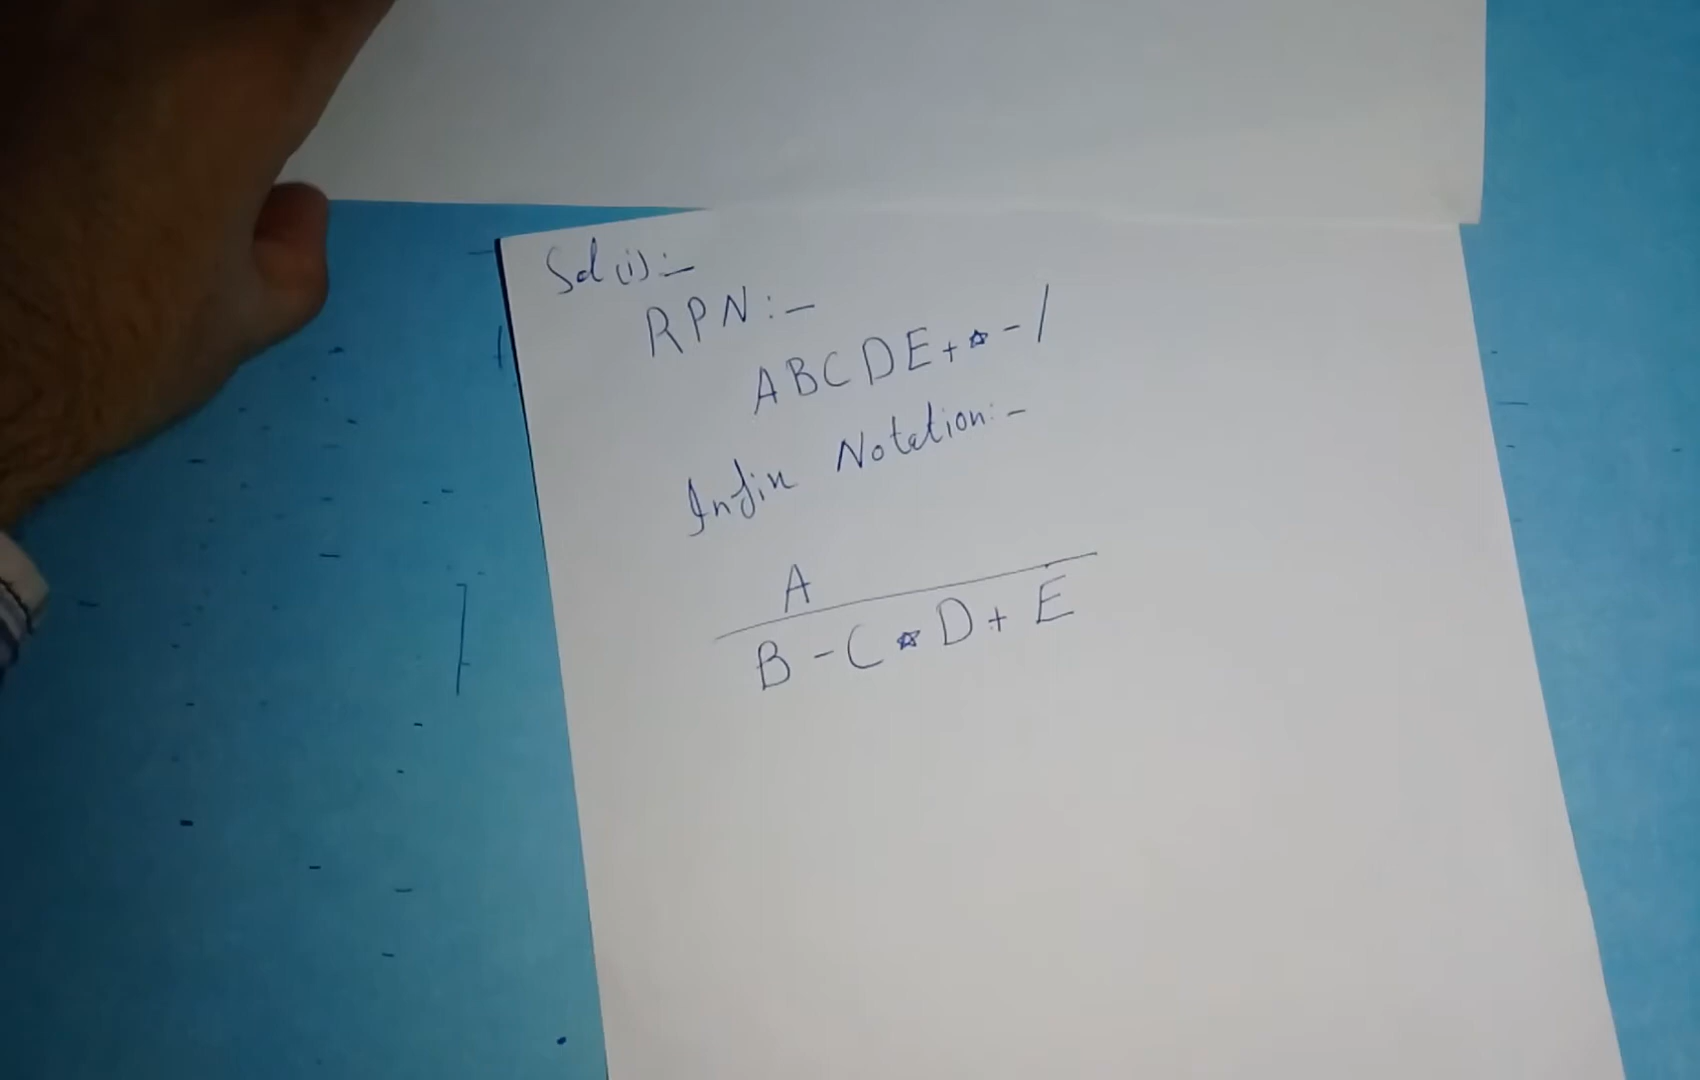 Sol (i):-
RPN:-
ABCDE+*-/
Infix Notation:-
A
B-C*D+E